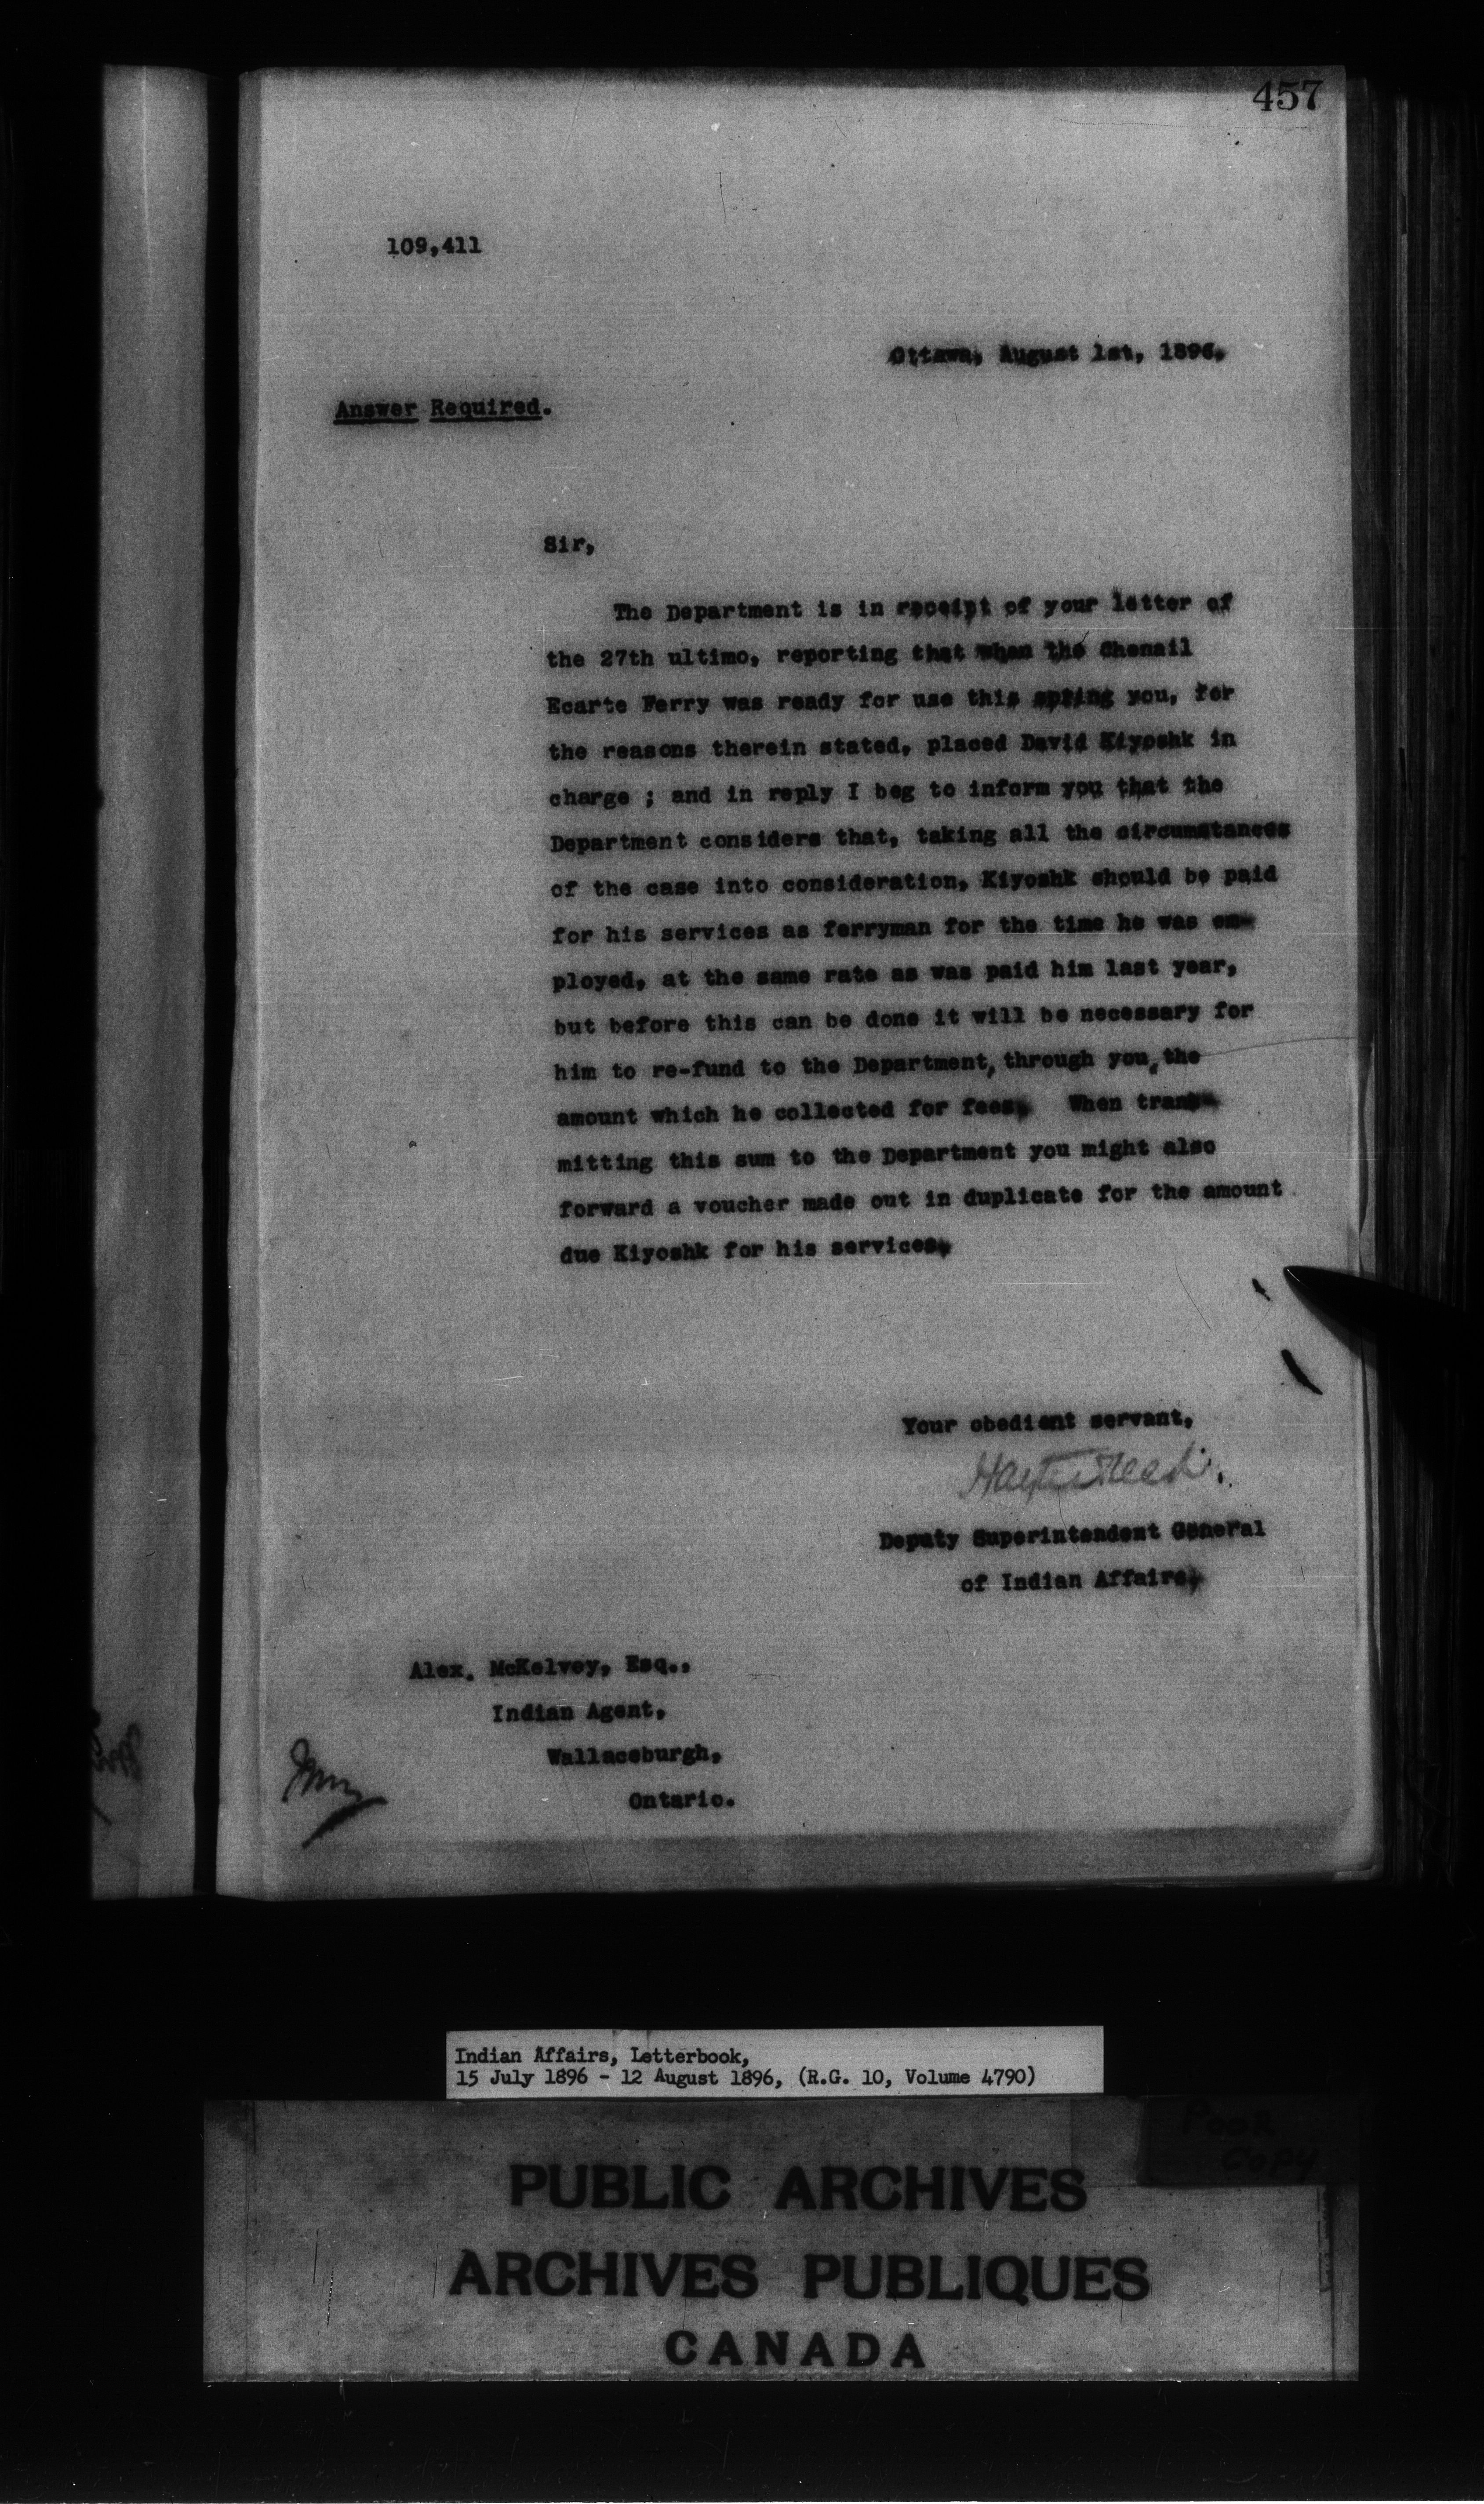 457
109,411
Ottawa, August 1st, 1896.
Answer Required.
Sir,
The Department is in receipt of your letter of
the 27th ultimo, reporting that when the Chenail
Ecarte Ferry was ready for use this spring you, for
the reasons therein stated, placed David Kiyoshk in
charge ; and in reply I beg to inform you that the
Department considers that, taking all the circumstances
of the case into consideration, Kiyoshk should be paid
for his services as ferryman for the time he was em-
ployed, at the same rate as was paid him last year,
but before this can be done it will be necessary for
him to re-fund to the Department, through you, the
amount which he collected for fees. When trans-
mitting this sum to the Department you might also
forward a voucher made out in duplicate for the amount
due Kiyoshk for his services.
Your obedient servant,
Hayter Reed
Deputy Superintendent General
of Indian Affairs.
Alex. McKelvey, Esq.,
Indian Agent,
Wallaceburgh,
Ontario.
Indian Affairs, Letterbook,
15 July 1896 - 12 August 1896, (R.G. 10, Volume 4790)
POOR
COPY
PUBLIC ARCHIVES
ARCHIVES PUBLIQUES
CANADA